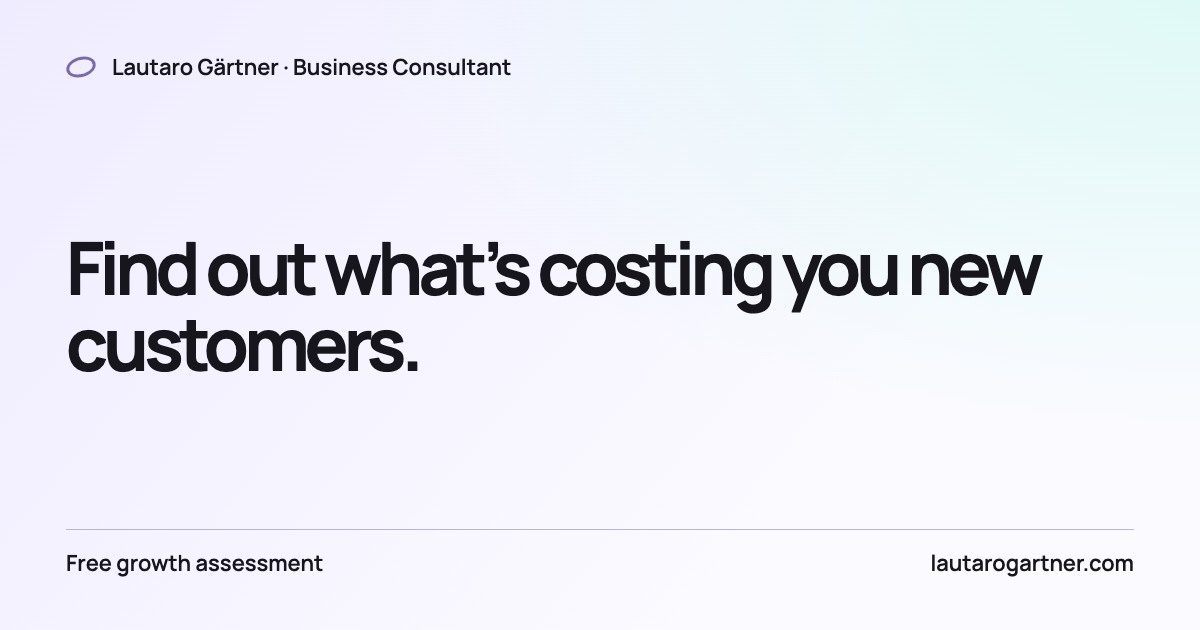 Lautaro Gärtner · Business Consultant
Find out what’s costing you new
customers.
Free growth assessment
lautarogartner.com